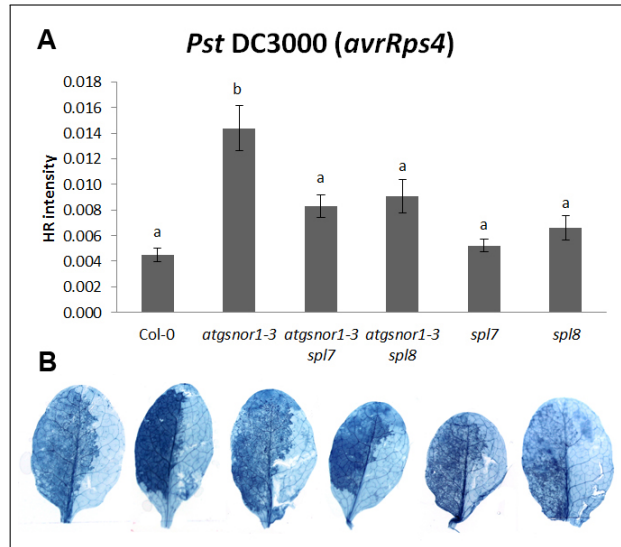 A
Pst DC3000 (avrRps4)
HR intensity
0.018
0.016
0.014
0.012
0.010
0.008
0.006
0.004
0.002
0.000
a
b
a
a
a
a
Col-0
atgsnor1-3
atgsnor1-3
spl7
atgsnor1-3
spl8
spl7
spl8
B